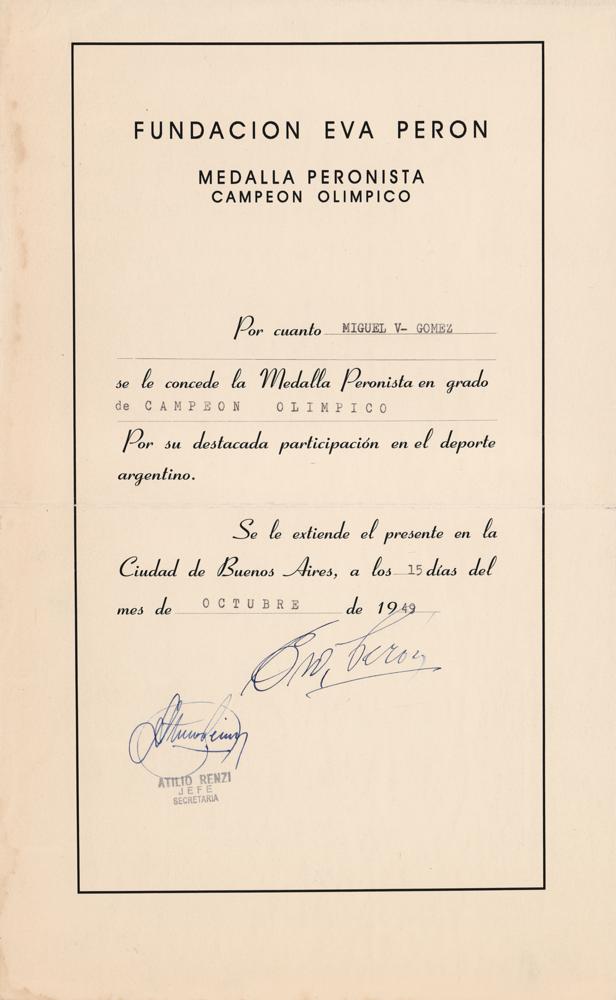 FUNDACION EVA PERON
MEDALLA PERONISTA
CAMPEON OLIMPICO
Por cuanto MIGUEL V- GOMEZ
se le concede la Medalla Peronista en grado
de CAMPEON OLIMPICO
Por su destacada participación en el deporte
argentino.
Se le extiende el presente en la
Ciudad de Buenos Aires, a los 15 días del
mes de OCTUBRE de 1949
Eva Peron
ATILIO RENZI
JEFE
SECRETARIA